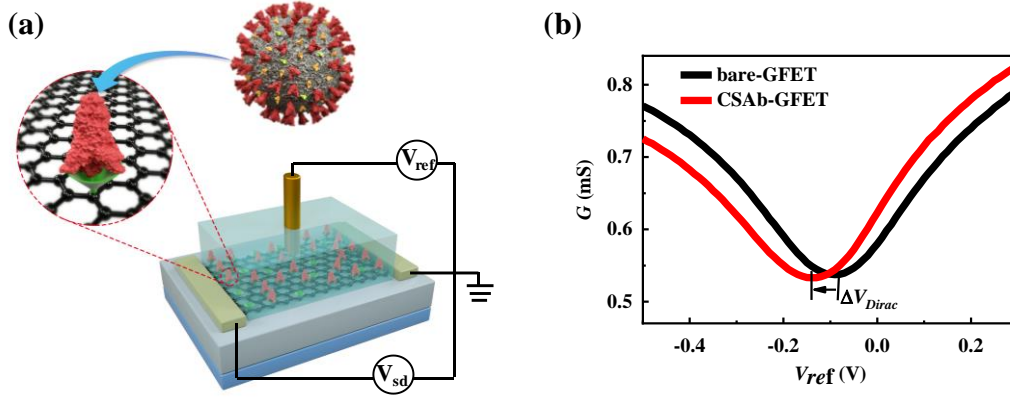 (a)
V_ref
V_sd
(b)
bare-GFET
CSAb-GFET
G (mS)
0.8
0.7
0.6
0.5
ΔV_Dirac
-0.4
-0.2
0.0
0.2
V_ref (V)